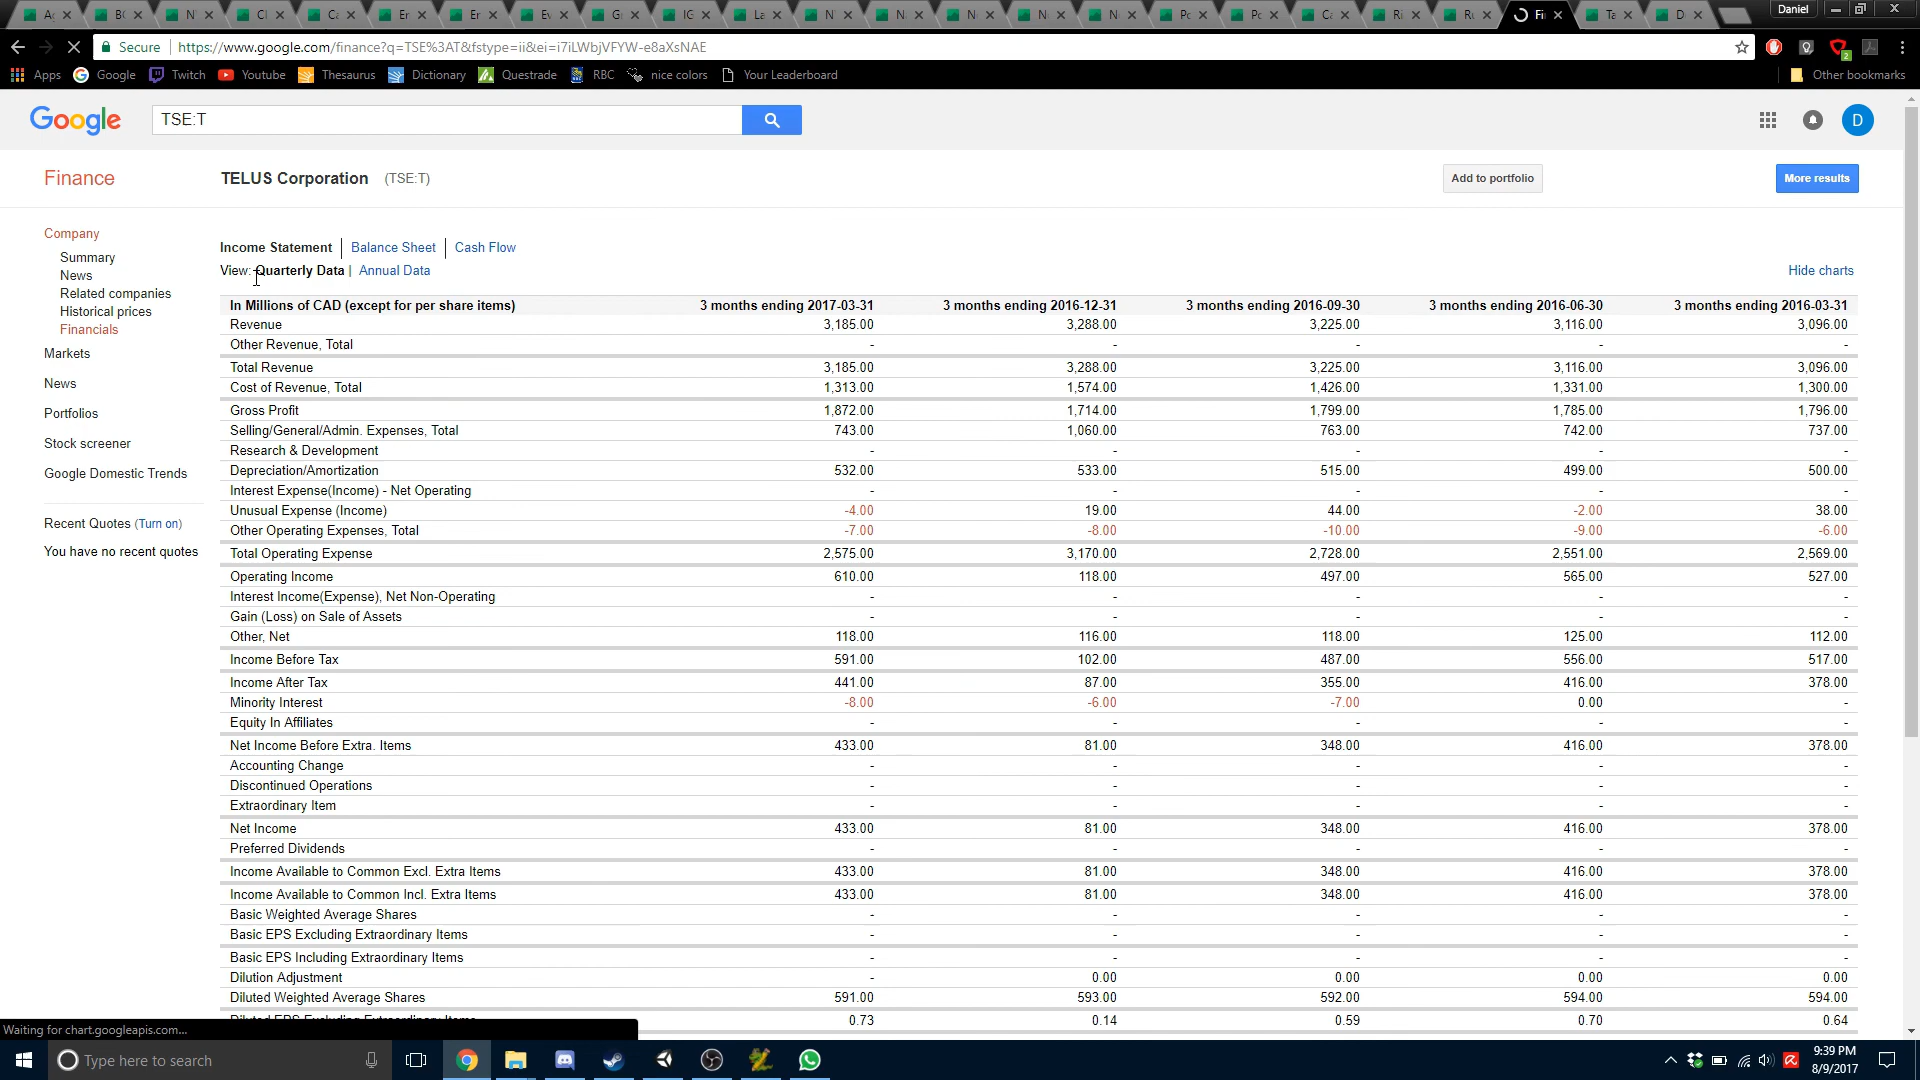 Ac BC N' Cl Ca Er Er Ev Gr IG La N N. N N N Pc Pc Ca Ri Ru Fi Ta D Daniel
Secure https://www.google.com/finance?q=TSE%3AT&fstype=ii&ei=i7iLWbjVFYW-e8aXsNAE 2
Apps Google Twitch Youtube Thesaurus Dictionary Questrade RBC nice colors Your Leaderboard Other bookmarks
Google TSE:T D
Finance TELUS Corporation (TSE:T) Add to portfolio More results
Company
Summary
News
Related companies
Historical prices
Financials
Markets
News
Portfolios
Stock screener
Google Domestic Trends
Recent Quotes (Turn on)
You have no recent quotes
Income Statement Balance Sheet Cash Flow
View: Quarterly Data | Annual Data Hide charts
In Millions of CAD (except for per share items) 3 months ending 2017-03-31 3 months ending 2016-12-31 3 months ending 2016-09-30 3 months ending 2016-06-30 3 months ending 2016-03-31
Revenue 3,185.00 3,288.00 3,225.00 3,116.00 3,096.00
Other Revenue, Total - - - - -
Total Revenue 3,185.00 3,288.00 3,225.00 3,116.00 3,096.00
Cost of Revenue, Total 1,313.00 1,574.00 1,426.00 1,331.00 1,300.00
Gross Profit 1,872.00 1,714.00 1,799.00 1,785.00 1,796.00
Selling/General/Admin. Expenses, Total 743.00 1,060.00 763.00 742.00 737.00
Research & Development - - - - -
Depreciation/Amortization 532.00 533.00 515.00 499.00 500.00
Interest Expense(Income) - Net Operating - - - - -
Unusual Expense (Income) -4.00 19.00 44.00 -2.00 38.00
Other Operating Expenses, Total -7.00 -8.00 -10.00 -9.00 -6.00
Total Operating Expense 2,575.00 3,170.00 2,728.00 2,551.00 2,569.00
Operating Income 610.00 118.00 497.00 565.00 527.00
Interest Income(Expense), Net Non-Operating - - - - -
Gain (Loss) on Sale of Assets - - - - -
Other, Net 118.00 116.00 118.00 125.00 112.00
Income Before Tax 591.00 102.00 487.00 556.00 517.00
Income After Tax 441.00 87.00 355.00 416.00 378.00
Minority Interest -8.00 -6.00 -7.00 0.00 -
Equity In Affiliates - - - - -
Net Income Before Extra. Items 433.00 81.00 348.00 416.00 378.00
Accounting Change - - - - -
Discontinued Operations - - - - -
Extraordinary Item - - - - -
Net Income 433.00 81.00 348.00 416.00 378.00
Preferred Dividends - - - - -
Income Available to Common Excl. Extra Items 433.00 81.00 348.00 416.00 378.00
Income Available to Common Incl. Extra Items 433.00 81.00 348.00 416.00 378.00
Basic Weighted Average Shares - - - - -
Basic EPS Excluding Extraordinary Items - - - - -
Basic EPS Including Extraordinary Items - - - - -
Dilution Adjustment - 0.00 0.00 0.00 0.00
Diluted Weighted Average Shares 591.00 593.00 592.00 594.00 594.00
Diluted EPS Excluding Extraordinary Items 0.73 0.14 0.59 0.70 0.64
Waiting for chart.googleapis.com...
Type here to search 9:39 PM
8/9/2017